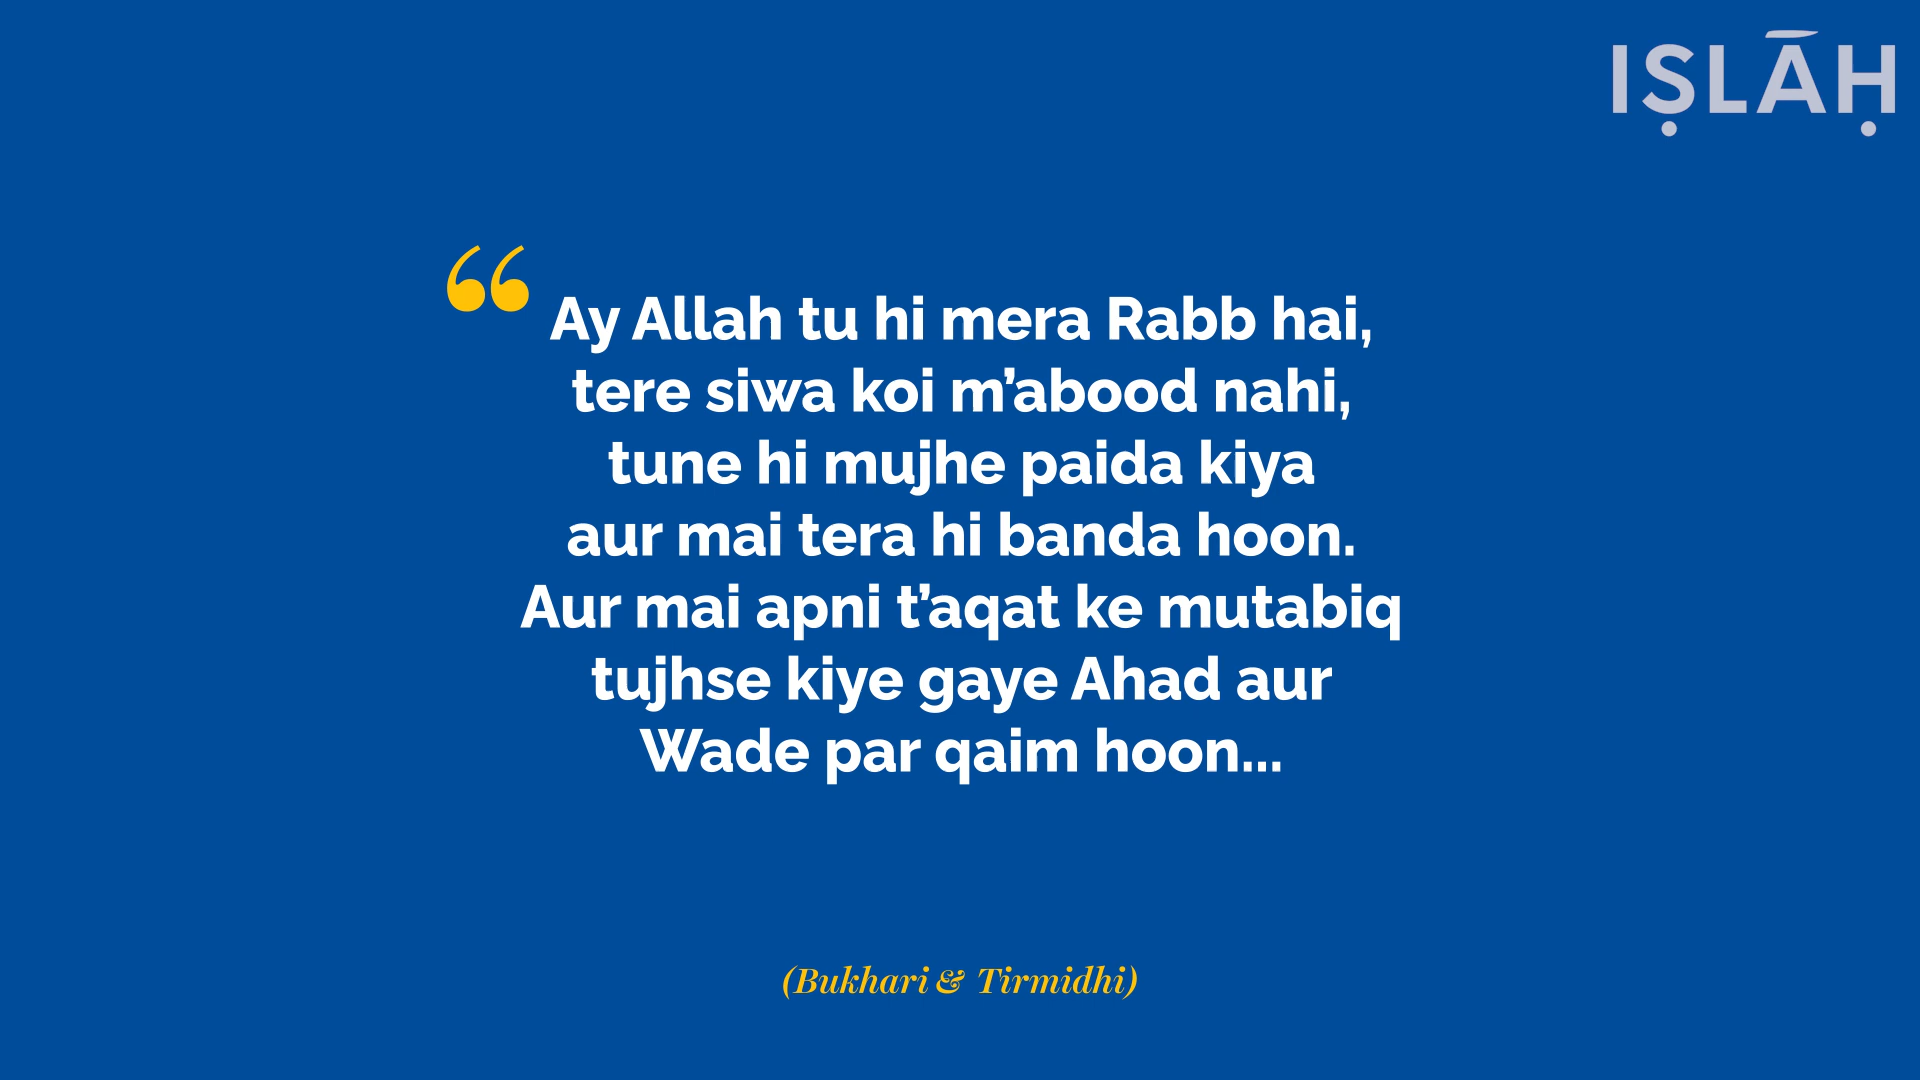 IṢLĀḤ
“Ay Allah tu hi mera Rabb hai,
tere siwa koi m’abood nahi,
tune hi mujhe paida kiya
aur mai tera hi banda hoon.
Aur mai apni t’aqat ke mutabiq
tujhse kiye gaye Ahad aur
Wade par qaim hoon...
(Bukhari & Tirmidhi)